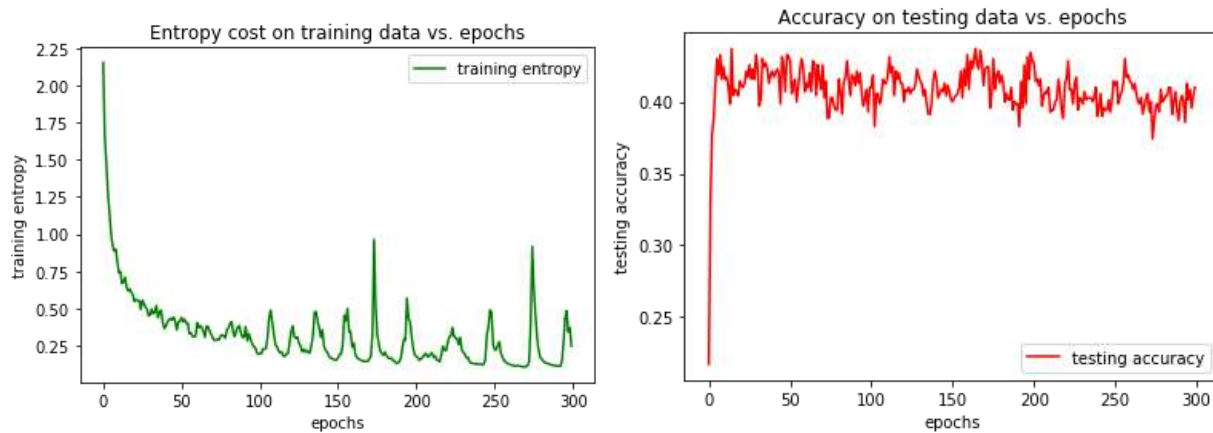 Entropy cost on training data vs. epochs
2.25
2.00
1.75
1.50
1.25
1.00
0.75
0.50
0.25
training entropy
training entropy
0 50 100 150 200 250 300
epochs
Accuracy on testing data vs. epochs
0.40
0.35
0.30
0.25
testing accuracy
testing accuracy
0 50 100 150 200 250 300
epochs